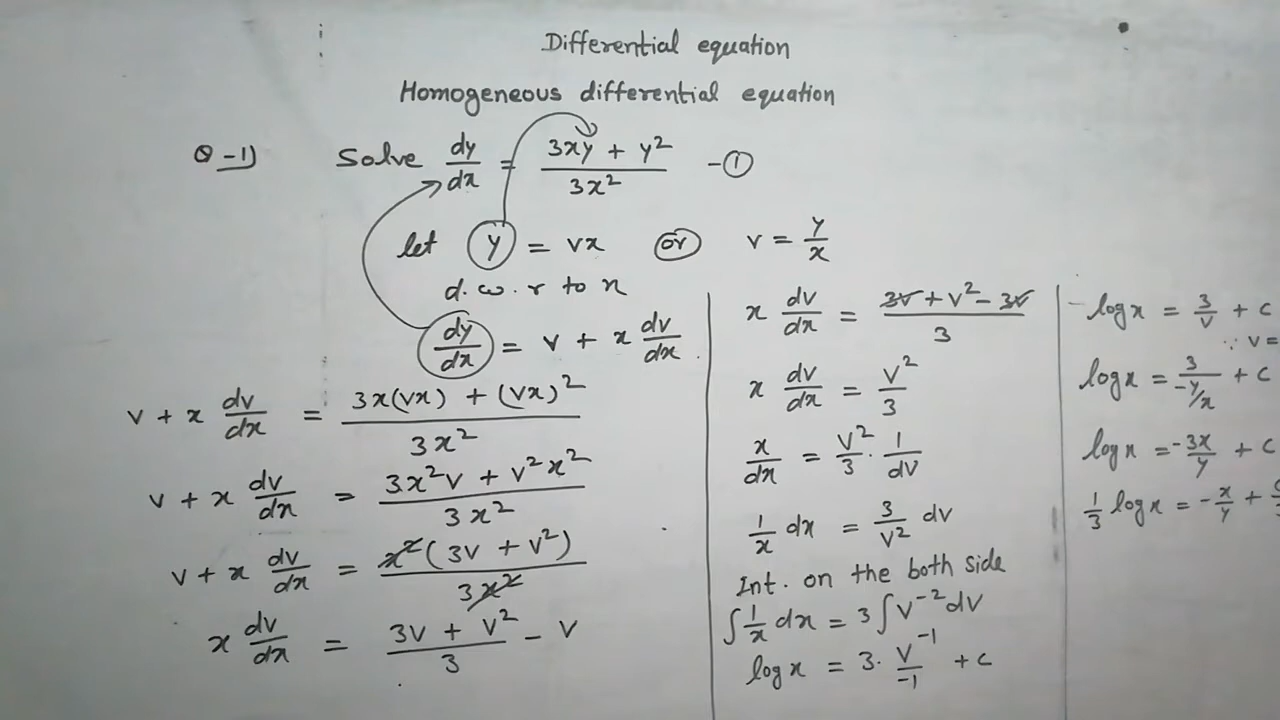 Differential equation
Homogeneous differential equation
Q-1) Solve dy/dx = (3xy + y²)/(3x²) -①
let y = vx or v = y/x
d.w.r to x
dy/dx = v + x dv/dx
v + x dv/dx = (3x(vx) + (vx)²)/(3x²)
v + x dv/dx = (3x²v + v²x²)/(3x²)
v + x dv/dx = x²(3v + v²)/(3x²)
x dv/dx = (3v + v²)/3 - v
x dv/dx = (3v + v² - 3v)/3
x dv/dx = v²/3
x/dx = v²/3 · 1/dv
1/x dx = 3/v² dv
Int. on the both side
∫ 1/x dx = 3 ∫ v⁻² dv
log x = 3. v⁻¹/-1 + c
-log x = 3/v + c
∵ v =
log x = 3/(-y/x) + c
log x = -3x/y + c
1/3 log x = -x/y +